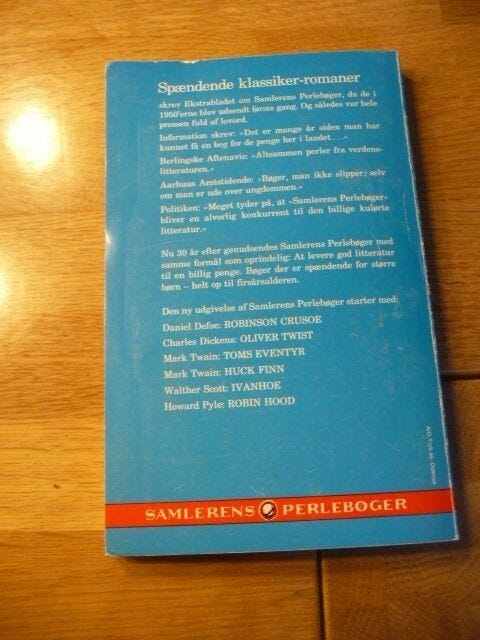 Spændende klassiker-romaner
skrev Ekstrabladet om Samlerens Perlebøger, da de i
1950'erne blev udsendt første gang. Og således var hele
pressen fuld af lovord.
Information skrev: »Det er mange år siden man har
kunnet få en bog for de penge her i landet . . .«
Berlingske Aftenavis: »Altsammen perler fra verdens-
litteraturen.«
Aarhuus Amtstidende: »Bøger, man ikke slipper, selv
om man er ude over ungdommen.«
Politiken: »Meget tyder på, at »Samlerens Perlebøger«
bliver en alvorlig konkurrent til den billige kulørte
litteratur.«
Nu 30 år efter genudsendes Samlerens Perlebøger med
samme formål som oprindelig: At levere god litteratur
til en billig penge. Bøger der er spændende for større
børn – helt op til firsårsalderen.
Den ny udgivelse af Samlerens Perlebøger starter med:
Daniel Defoe: ROBINSON CRUSOE
Charles Dickens: OLIVER TWIST
Mark Twain: TOMS EVENTYR
Mark Twain: HUCK FINN
Walther Scott: IVANHOE
Howard Pyle: ROBIN HOOD
SAMLERENS PERLEBØGER